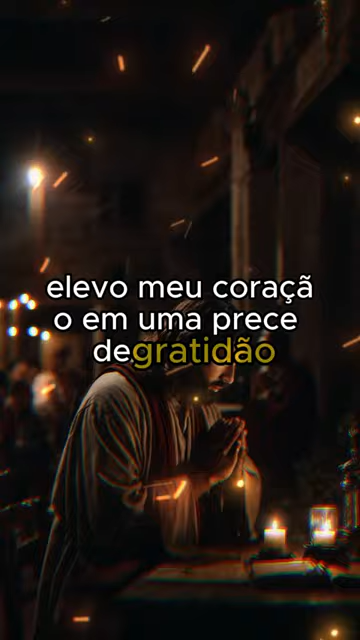 elevo meu coraçã
o em uma prece
degratidão